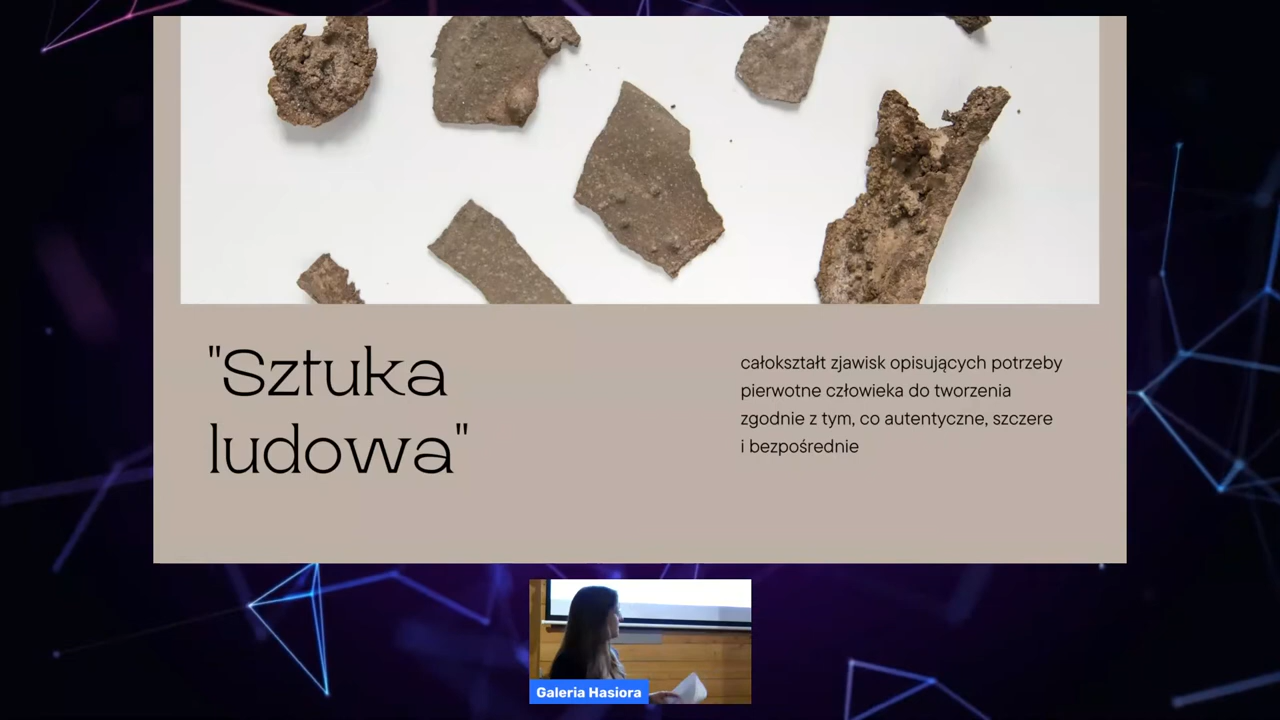 "Sztuka
ludowa"
całokształt zjawisk opisujących potrzeby
pierwotne człowieka do tworzenia
zgodnie z tym, co autentyczne, szczere
i bezpośrednie
Galeria Hasiora